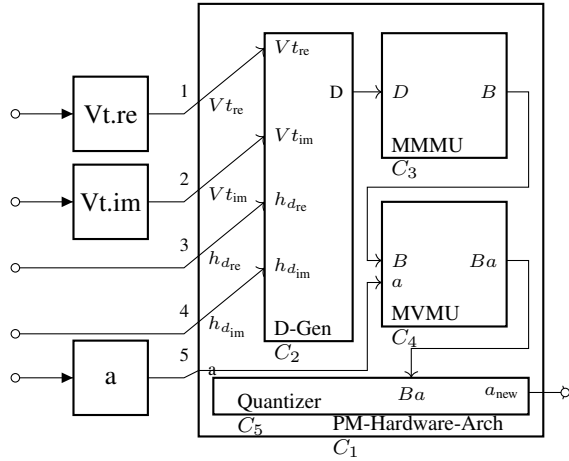 Vt.re
1
Vt_re
Vt_re
D
D
B
MMMU
C_3
Vt.im
2
Vt_im
Vt_im
3
h_d_re
h_d_re
4
h_d_im
h_d_im
D-Gen
C_2
B
Ba
a
MVMU
C_4
a
5
a
Quantizer
Ba
a_new
C_5
PM-Hardware-Arch
C_1